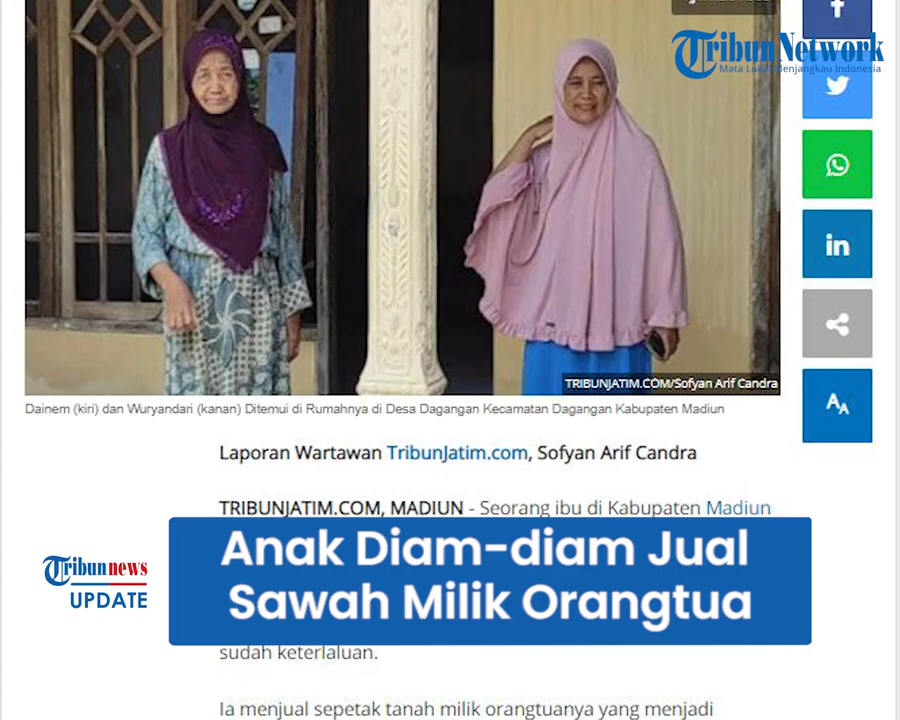 Tribun Network
Mata Lokal Menjangkau Indonesia
TRIBUNJATIM.COM/Sofyan Arif Candra
Dainem (kiri) dan Wuryandari (kanan) Ditemui di Rumahnya di Desa Dagangan Kecamatan Dagangan Kabupaten Madiun
Laporan Wartawan TribunJatim.com, Sofyan Arif Candra
TRIBUNJATIM.COM, MADIUN - Seorang ibu di Kabupaten Madiun
Anak Diam-diam Jual
Sawah Milik Orangtua
Tribunnews
UPDATE
sudah keterlaluan.
Ia menjual sepetak tanah milik orangtuanya yang menjadi